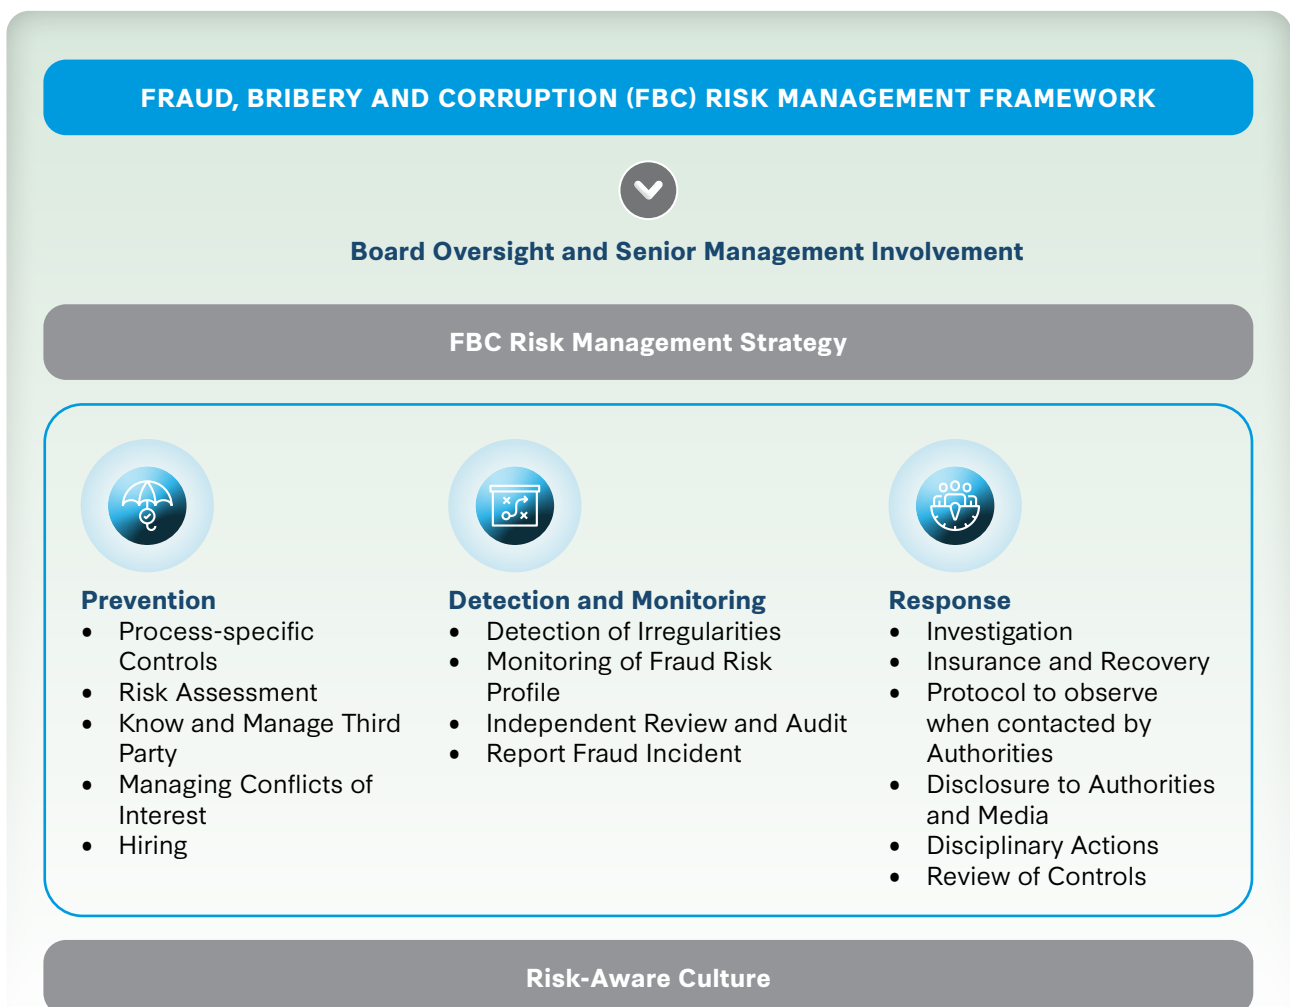 FRAUD, BRIBERY AND CORRUPTION (FBC) RISK MANAGEMENT FRAMEWORK
Board Oversight and Senior Management Involvement
FBC Risk Management Strategy
Prevention
• Process-specific
Controls
• Risk Assessment
• Know and Manage Third
Party
• Managing Conflicts of
Interest
• Hiring
Detection and Monitoring
• Detection of Irregularities
• Monitoring of Fraud Risk
Profile
• Independent Review and Audit
• Report Fraud Incident
Response
• Investigation
• Insurance and Recovery
• Protocol to observe
when contacted by
Authorities
• Disclosure to Authorities
and Media
• Disciplinary Actions
• Review of Controls
Risk-Aware Culture